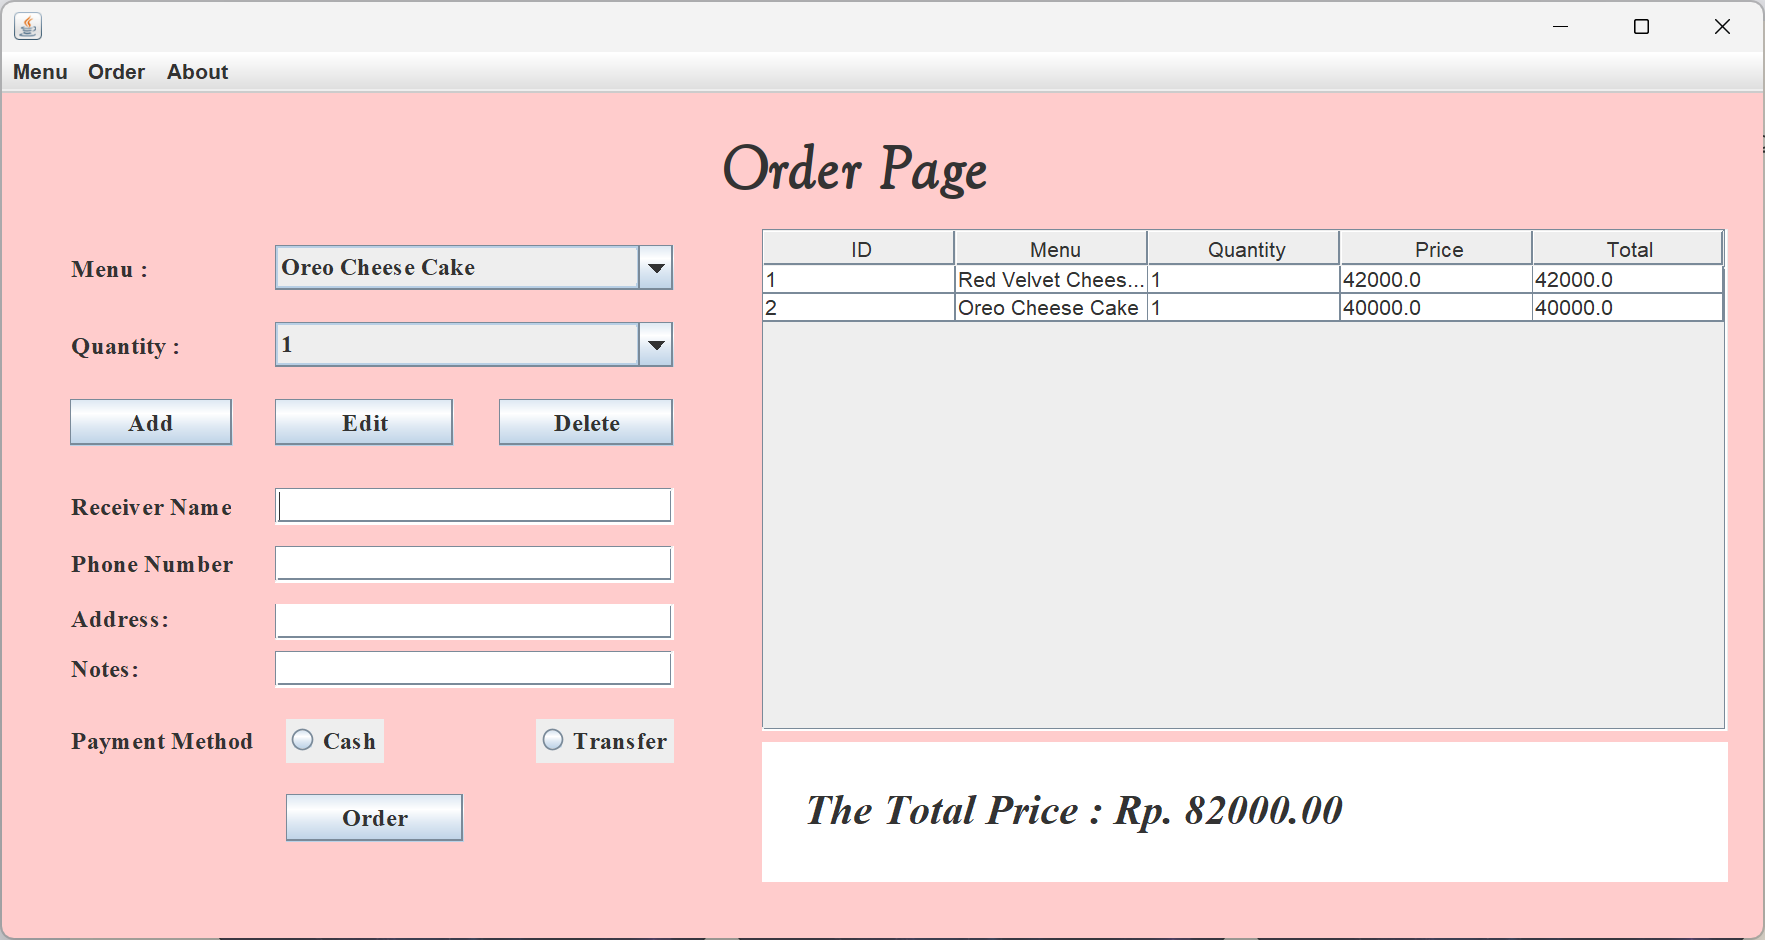 Menu Order About
Order Page
Menu :
Oreo Cheese Cake
Quantity :
1
Add Edit Delete
Receiver Name
Phone Number
Address:
Notes:
Payment Method Cash Transfer
Order
ID Menu Quantity Price Total
1 Red Velvet Chees... 1 42000.0 42000.0
2 Oreo Cheese Cake 1 40000.0 40000.0
The Total Price : Rp. 82000.00